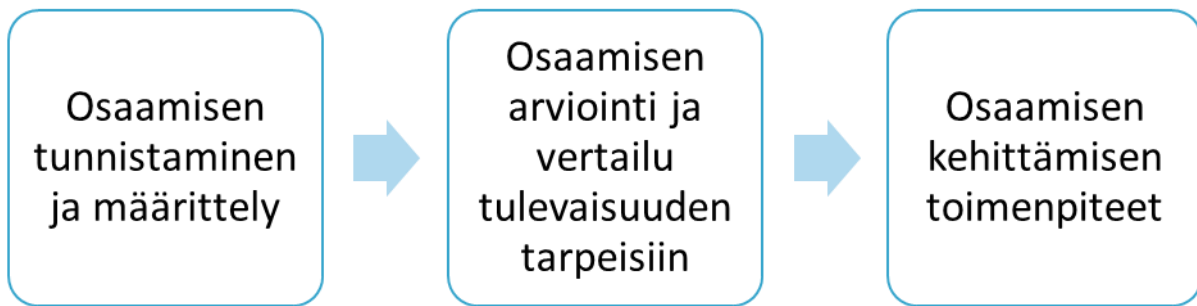 Osaamisen
tunnistaminen
ja määrittely
Osaamisen
arviointi ja
vertailu
tulevaisuuden
tarpeisiin
Osaamisen
kehittämisen
toimenpiteet